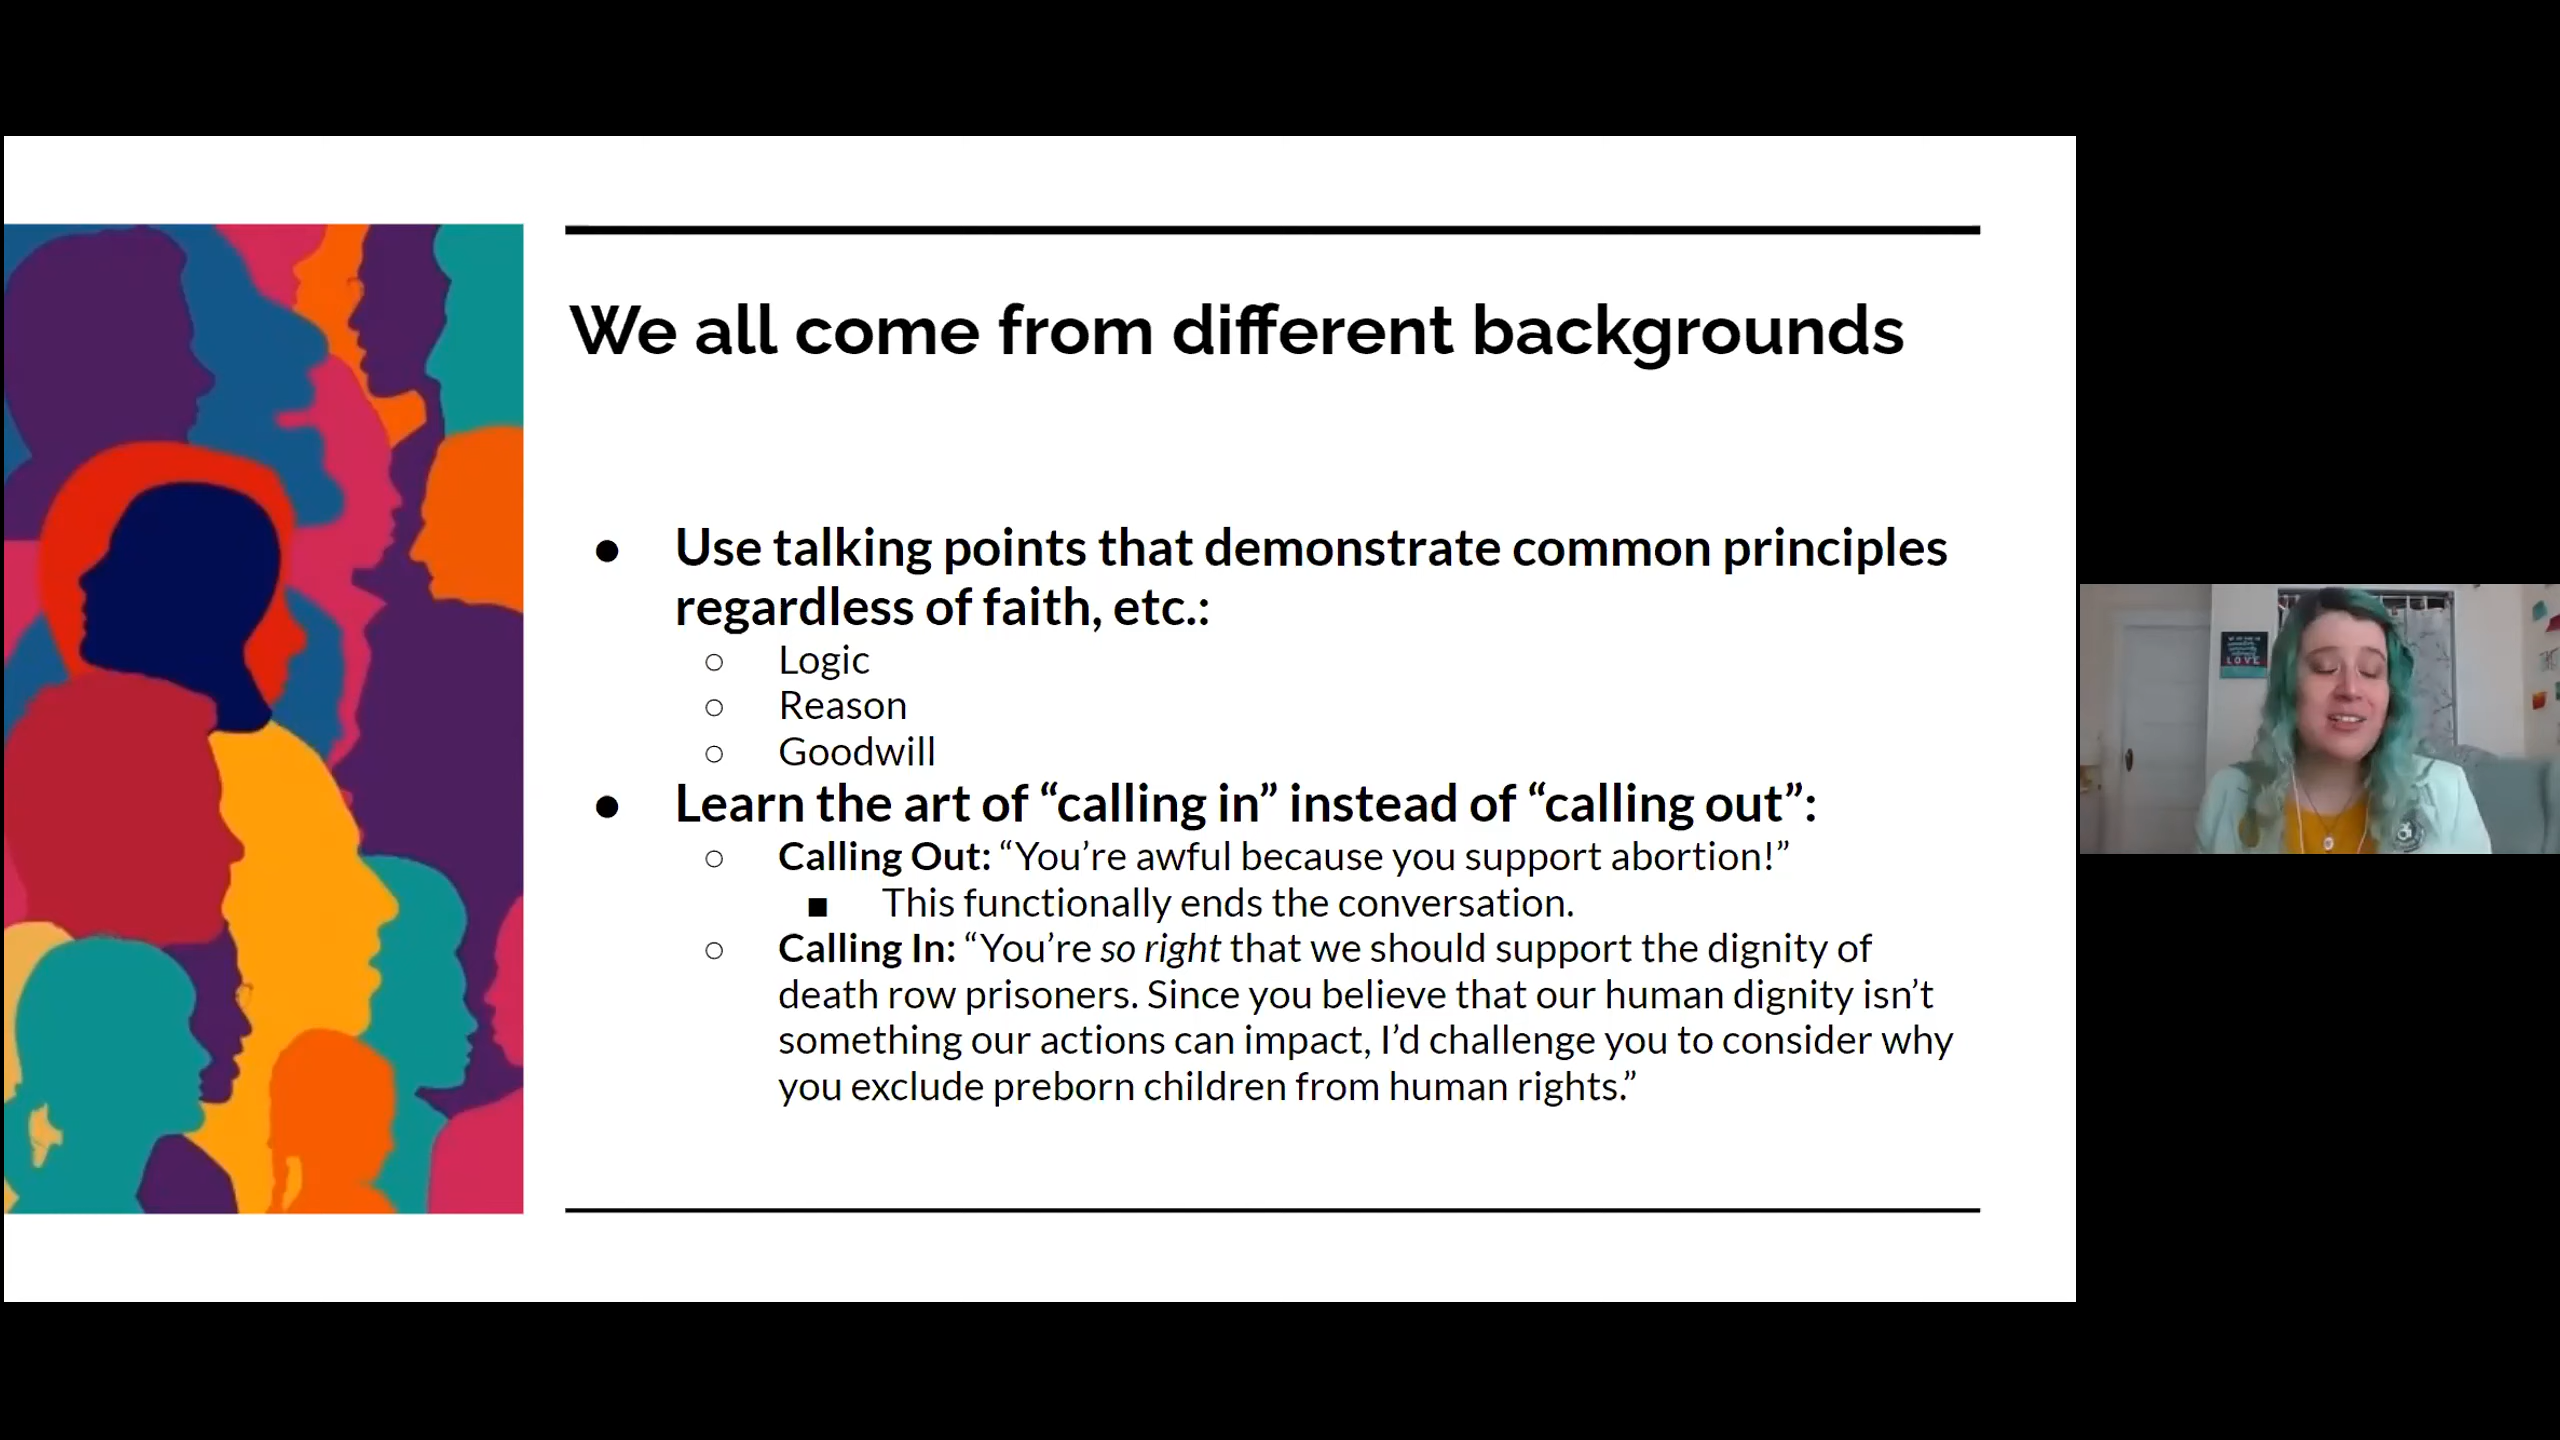 We all come from different backgrounds
● Use talking points that demonstrate common principles
regardless of faith, etc.:
○ Logic
○ Reason
○ Goodwill
● Learn the art of “calling in” instead of “calling out”:
○ Calling Out: “You’re awful because you support abortion!”
■ This functionally ends the conversation.
○ Calling In: “You’re so right that we should support the dignity of
death row prisoners. Since you believe that our human dignity isn’t
something our actions can impact, I’d challenge you to consider why
you exclude preborn children from human rights.”
LOVE